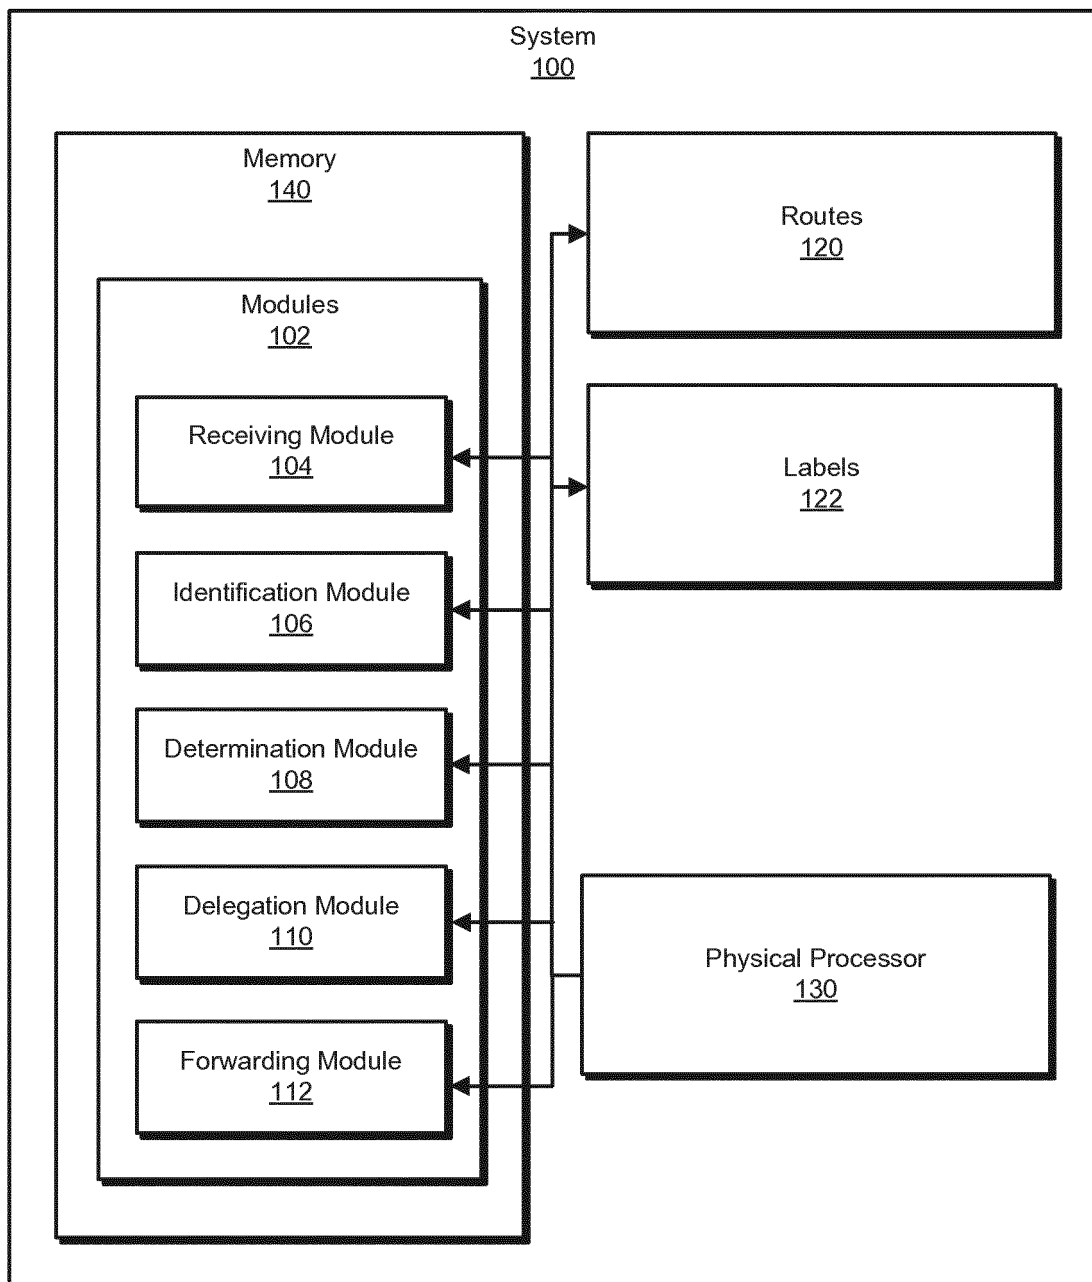 System
100
Memory
140
Modules
102
Receiving Module
104
Identification Module
106
Determination Module
108
Delegation Module
110
Forwarding Module
112
Routes
120
Labels
122
Physical Processor
130